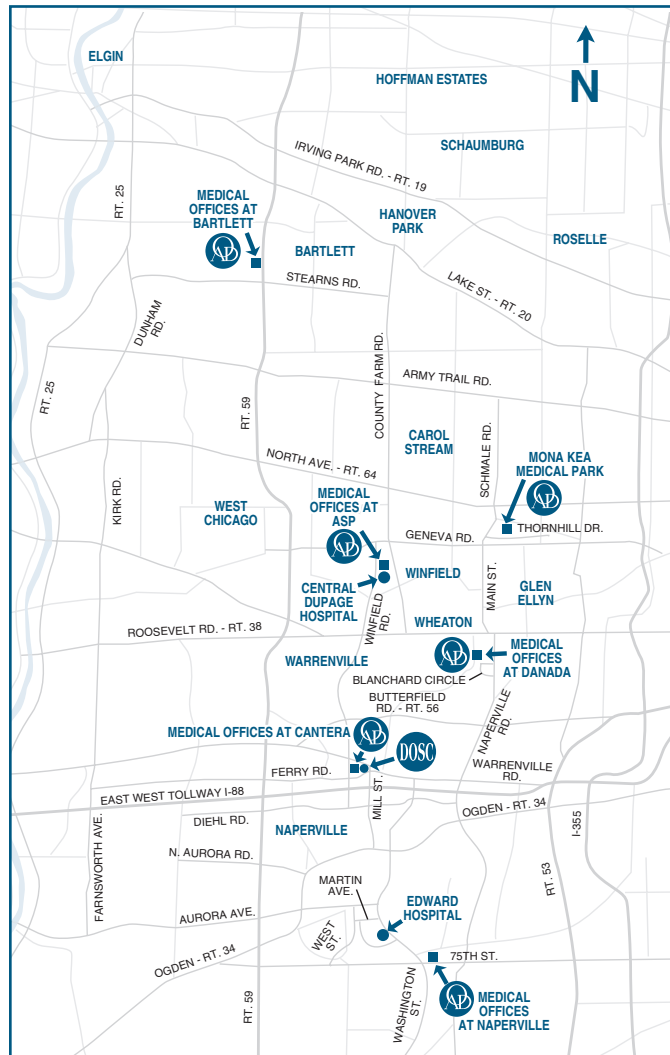 ELGIN
HOFFMAN ESTATES
N
SCHAUMBURG
IRVING PARK RD. - RT. 19
RT. 25
MEDICAL
OFFICES AT
BARTLETT
OAD
HANOVER
PARK
BARTLETT
ROSELLE
STEARNS RD.
LAKE ST. - RT. 20
DUNHAM
RD.
COUNTY FARM RD.
RT. 25
RT. 59
ARMY TRAIL RD.
CAROL
STREAM
SCHMALE RD.
NORTH AVE. - RT. 64
MONA KEA
MEDICAL PARK
OAD
KIRK RD.
WEST
CHICAGO
MEDICAL
OFFICES AT
ASP
OAD
THORNHILL DR.
GENEVA RD.
CENTRAL
DUPAGE
HOSPITAL
WINFIELD
MAIN ST.
GLEN
ELLYN
WINFIELD
RD.
WHEATON
ROOSEVELT RD. - RT. 38
WARRENVILLE
OAD
MEDICAL
OFFICES
AT DANADA
BLANCHARD CIRCLE
BUTTERFIELD
RD. - RT. 56
NAPERVILLE
RD.
MEDICAL OFFICES AT CANTERA
OAD
DOSC
FERRY RD.
WARRENVILLE
RD.
EAST WEST TOLLWAY I-88
MILL ST.
OGDEN - RT. 34
DIEHL RD.
NAPERVILLE
I-355
FARNSWORTH AVE.
N. AURORA RD.
RT. 53
MARTIN
AVE.
EDWARD
HOSPITAL
AURORA AVE.
WEST
ST.
OGDEN - RT. 34
75TH ST.
WASHINGTON
ST.
RT. 59
OAD
MEDICAL
OFFICES
AT NAPERVILLE